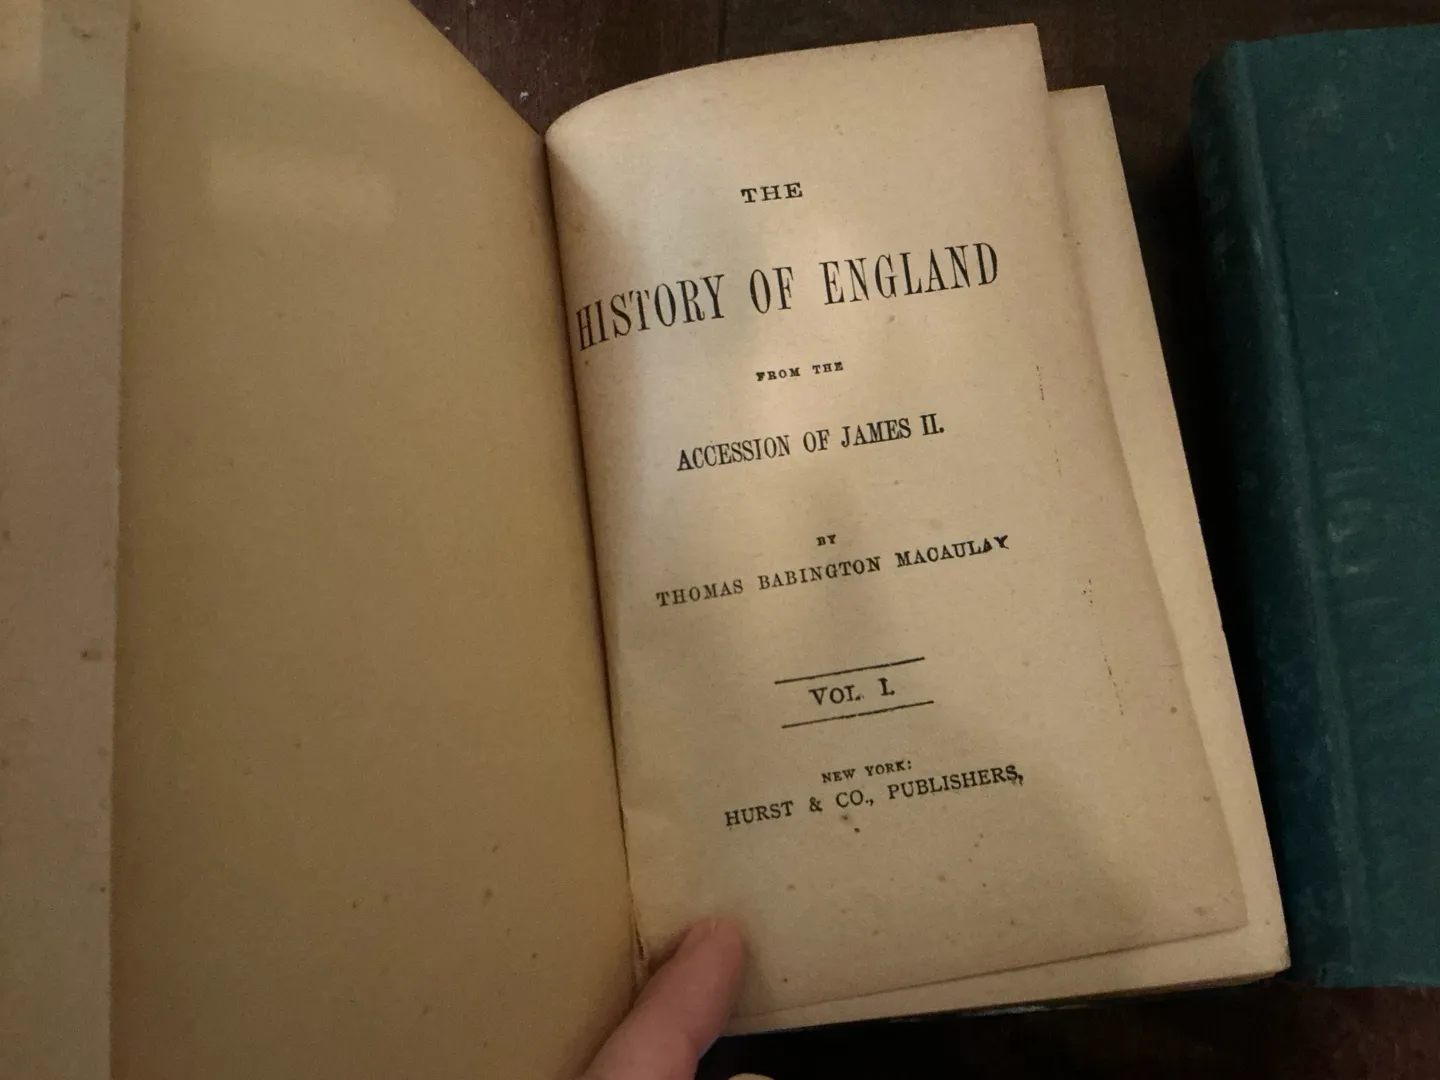 THE
HISTORY OF ENGLAND
FROM THE
ACCESSION OF JAMES II.
BY
THOMAS BABINGTON MACAULAY
VOL. I.
NEW YORK:
HURST & CO., PUBLISHERS,